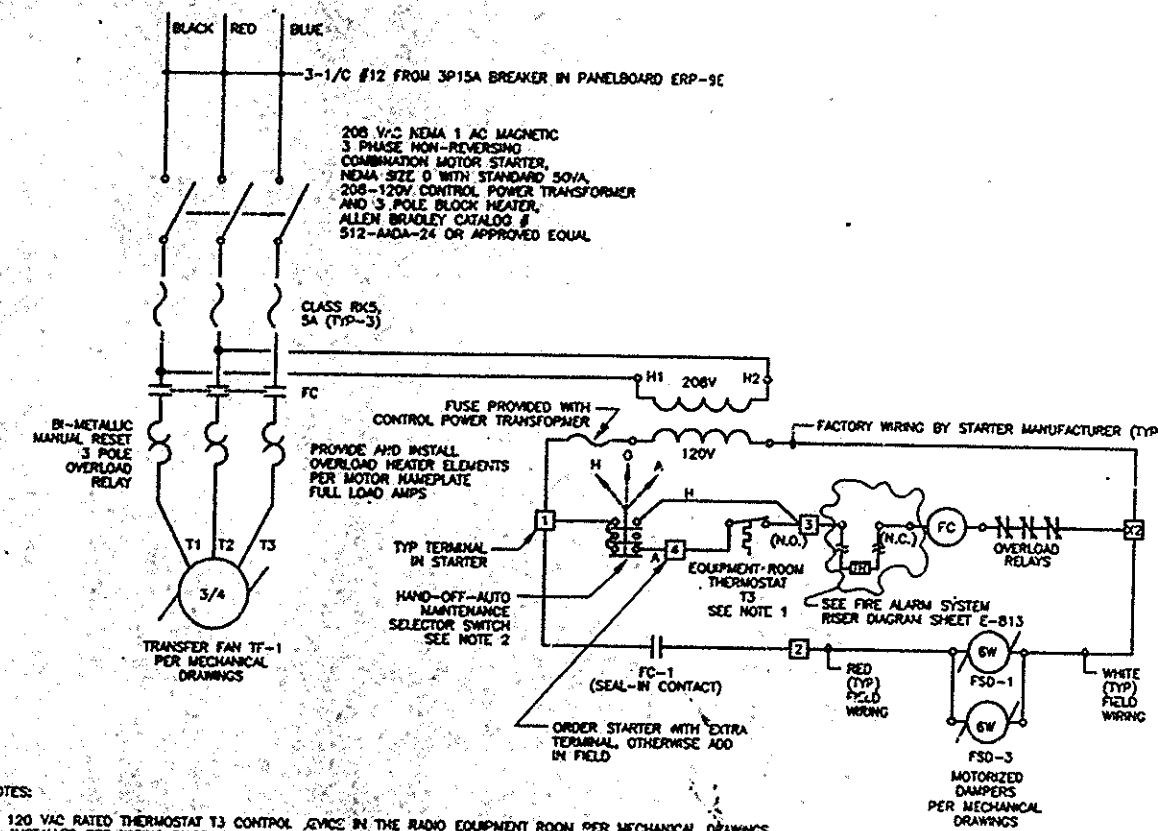 BLACK RED BLUE
3-1/C #12 FROM 3P15A BREAKER IN PANELBOARD ERP-9E
208 VAC NEMA 1 AC MAGNETIC
3 PHASE NON-REVERSING
COMBINATION MOTOR STARTER,
NEMA SIZE 0 WITH STANDARD 50VA,
208-120V CONTROL POWER TRANSFORMER
AND 3 POLE BLOCK HEATER,
ALLEN BRADLEY CATALOG #
512-AADA-24 OR APPROVED EQUAL
CLASS RK5,
5A (TYP-3)
FC
H1 208V H2
BI-METALLIC
MANUAL RESET
3 POLE
OVERLOAD
RELAY
PROVIDE AND INSTALL
OVERLOAD HEATER ELEMENTS
PER MOTOR NAMEPLATE
FULL LOAD AMPS
FUSE PROVIDED WITH
CONTROL POWER TRANSFORMER
120V
FACTORY WIRING BY STARTER MANUFACTURER (TYP
H O A
H
1
TYP TERMINAL
IN STARTER
A
4
(N.O.)
3
(N.C.)
FC
X2
OVERLOAD
RELAYS
EQUIPMENT ROOM
THERMOSTAT
T3
SEE NOTE 1
SEE FIRE ALARM SYSTEM
RISER DIAGRAM SHEET E-813
T1 T2 T3
3/4
TRANSFER FAN TF-1
PER MECHANICAL
DRAWINGS
HAND-OFF-AUTO
MAINTENANCE
SELECTOR SWITCH
SEE NOTE 2
FC-1
(SEAL-IN CONTACT)
2
RED
(TYP)
FIELD
WIRING
6W
FSD-1
WHITE
(TYP)
FIELD
WIRING
ORDER STARTER WITH EXTRA
TERMINAL, OTHERWISE ADD
IN FIELD
6W
FSD-3
MOTORIZED
DAMPERS
PER MECHANICAL
DRAWINGS
OTES:
120 VAC RATED THERMOSTAT T3 CONTROL DEVICE IN THE RADIO EQUIPMENT ROOM PER MECHANICAL DRAWINGS